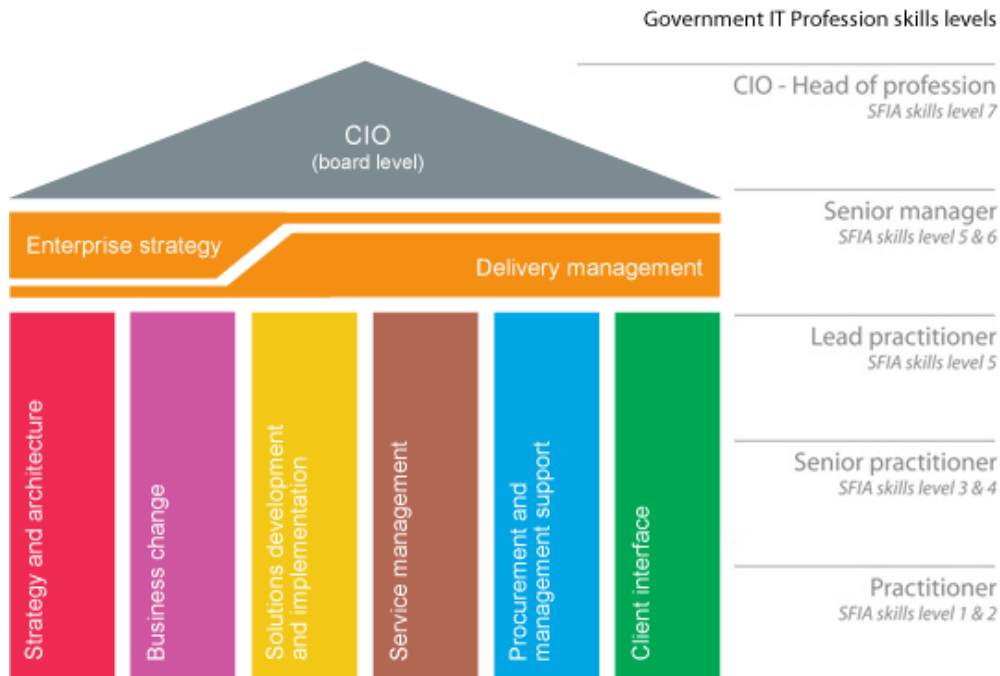 Government IT Profession skills levels
CIO
(board level)
CIO - Head of profession
SFIA skills level 7
Enterprise strategy
Delivery management
Senior manager
SFIA skills level 5 & 6
Strategy and architecture
Business change
Solutions development
and implementation
Service management
Procurement and
management support
Client interface
Lead practitioner
SFIA skills level 5
Senior practitioner
SFIA skills level 3 & 4
Practitioner
SFIA skills level 1 & 2